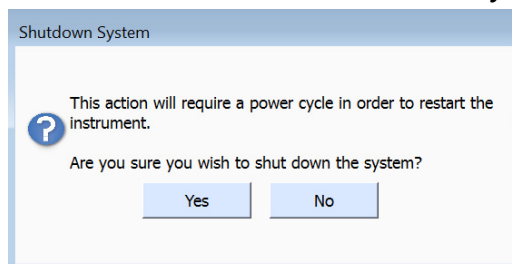 Shutdown System
This action will require a power cycle in order to restart the
instrument.
Are you sure you wish to shut down the system?
Yes No